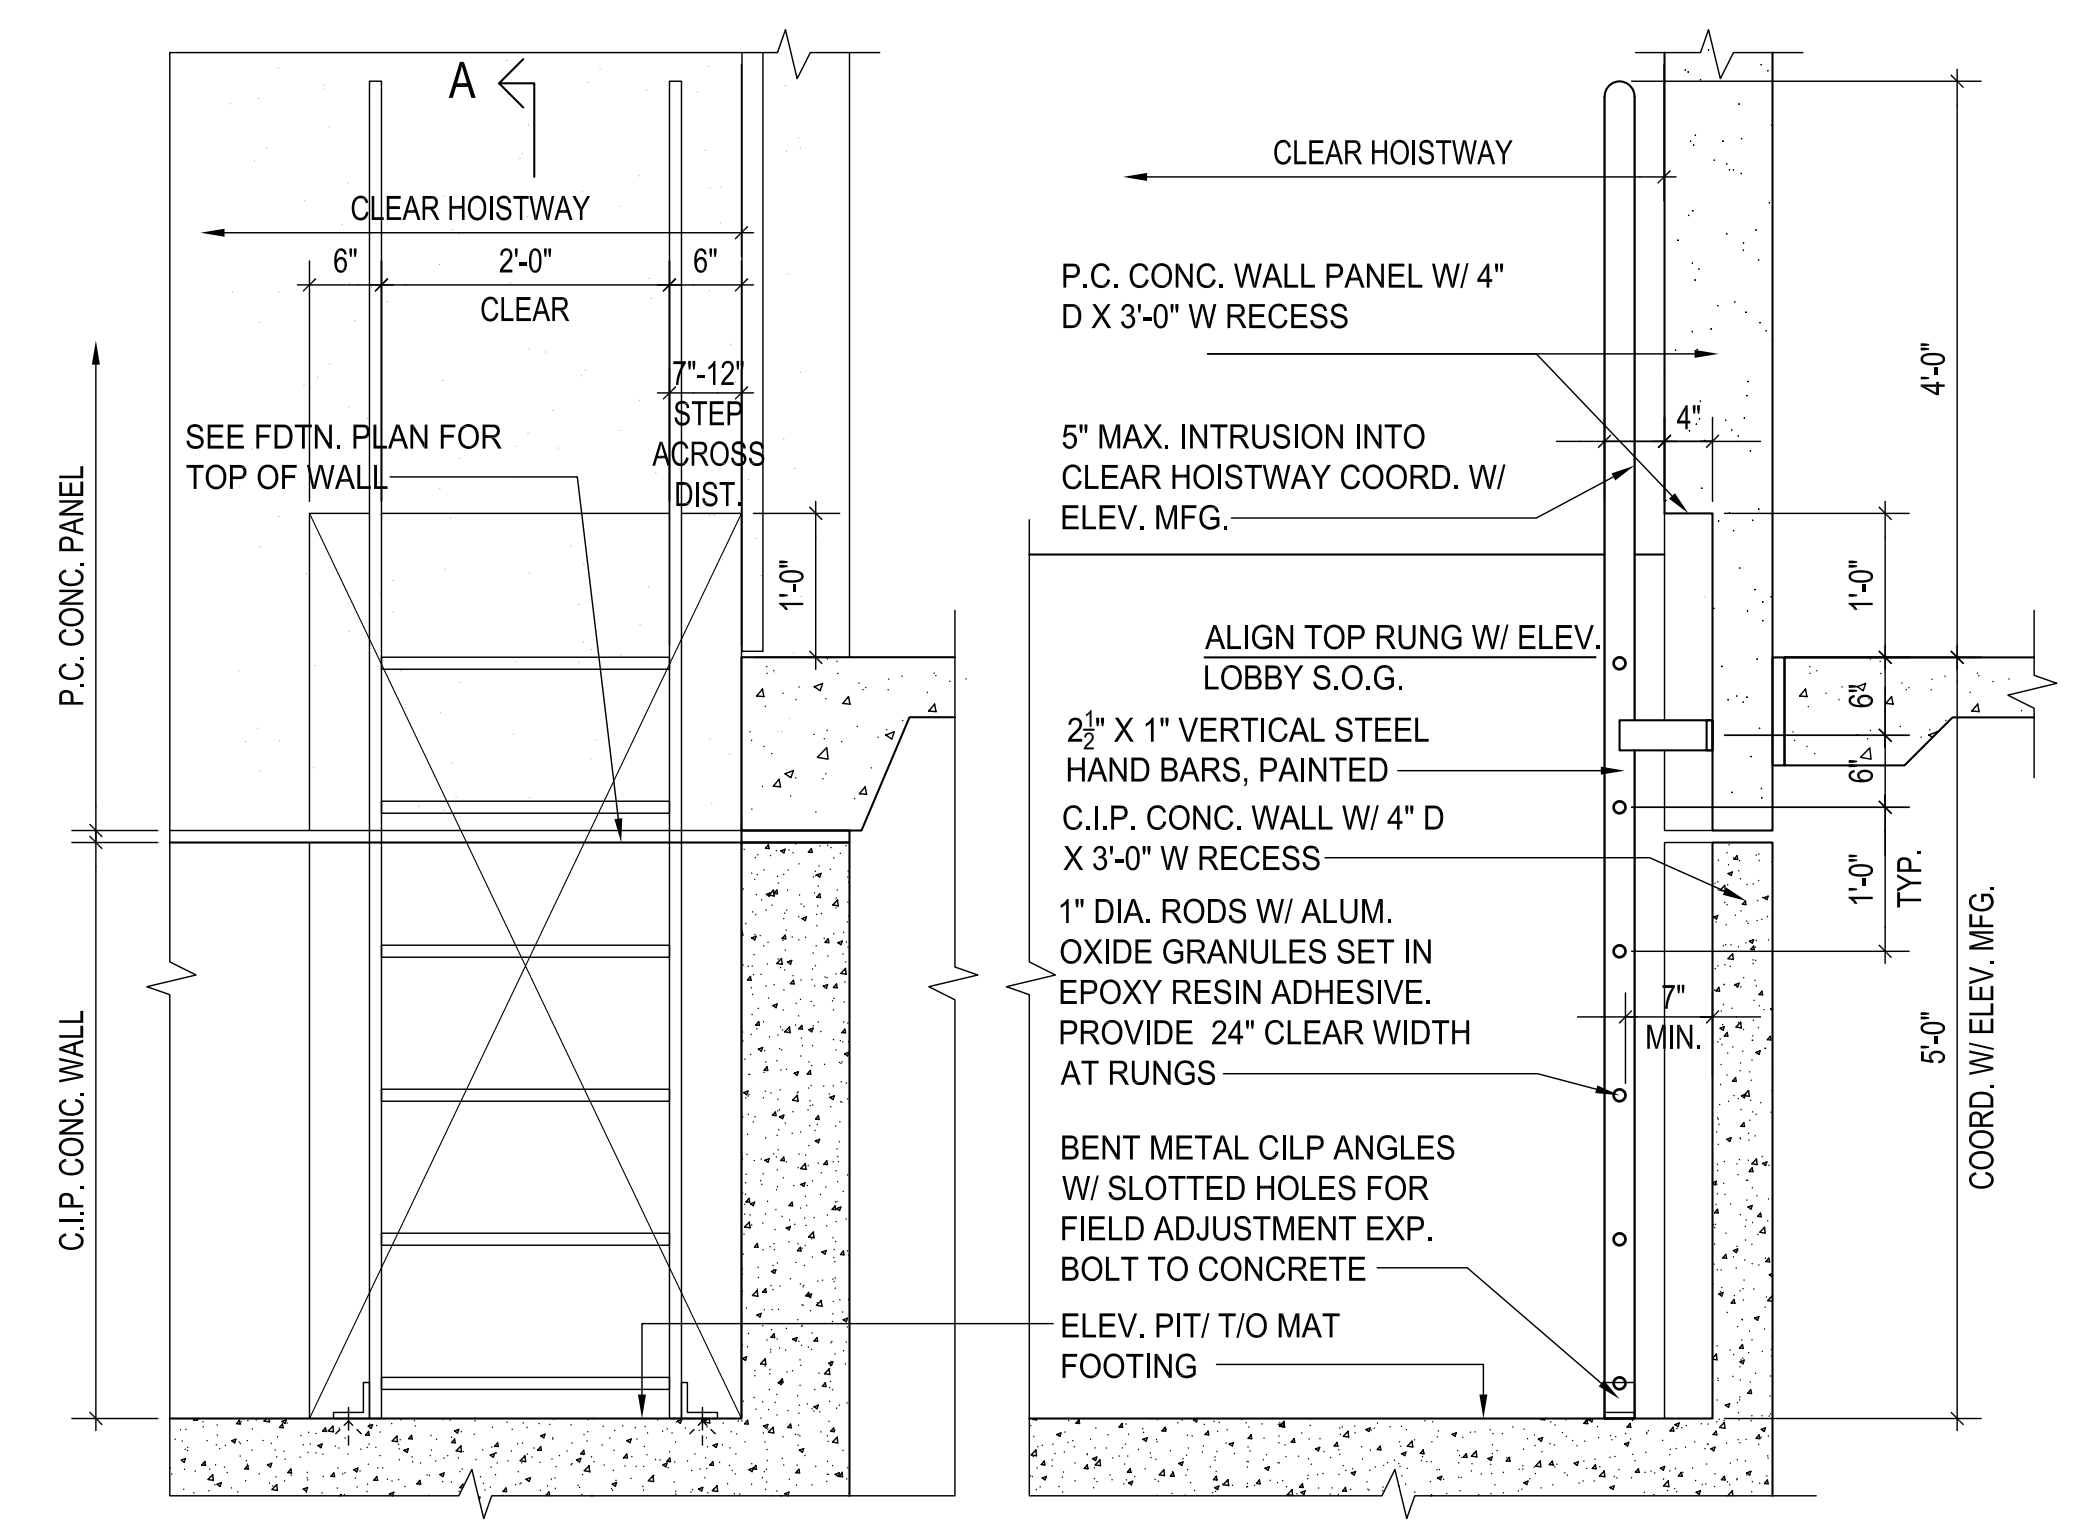 A
CLEAR HOISTWAY
6"
2'-0"
6"
CLEAR
7"-12"
STEP
ACROSS
DIST.
SEE FDTN. PLAN FOR
TOP OF WALL
1'-0"
P.C. CONC. PANEL
C.I.P. CONC. WALL
CLEAR HOISTWAY
P.C. CONC. WALL PANEL W/ 4"
D X 3'-0" W RECESS
4"
5" MAX. INTRUSION INTO
CLEAR HOISTWAY COORD. W/
ELEV. MFG.
ALIGN TOP RUNG W/ ELEV.
LOBBY S.O.G.
2½" X 1" VERTICAL STEEL
HAND BARS, PAINTED
C.I.P. CONC. WALL W/ 4" D
X 3'-0" W RECESS
1" DIA. RODS W/ ALUM.
OXIDE GRANULES SET IN
EPOXY RESIN ADHESIVE.
PROVIDE 24" CLEAR WIDTH
AT RUNGS
7"
MIN.
BENT METAL CILP ANGLES
W/ SLOTTED HOLES FOR
FIELD ADJUSTMENT EXP.
BOLT TO CONCRETE
ELEV. PIT/ T/O MAT
FOOTING
4'-0"
1'-0"
6"
6"
1'-0"
TYP.
5'-0"
COORD. W/ ELEV. MFG.